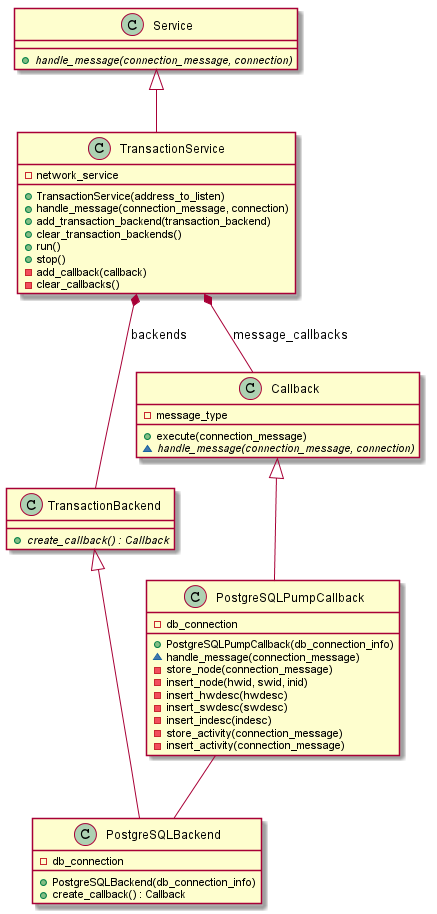 C Service
handle_message(connection_message, connection)
C TransactionService
network_service
TransactionService(address_to_listen)
handle_message(connection_message, connection)
add_transaction_backend(transaction_backend)
clear_transaction_backends()
run()
stop()
add_callback(callback)
clear_callbacks()
backends
message_callbacks
C Callback
message_type
execute(connection_message)
handle_message(connection_message, connection)
C TransactionBackend
create_callback() : Callback
C PostgreSQLPumpCallback
db_connection
PostgreSQLPumpCallback(db_connection_info)
handle_message(connection_message)
store_node(connection_message)
insert_node(hwid, swid, inid)
insert_hwdesc(hwdesc)
insert_swdesc(swdesc)
insert_indesc(indesc)
store_activity(connection_message)
insert_activity(connection_message)
C PostgreSQLBackend
db_connection
PostgreSQLBackend(db_connection_info)
create_callback() : Callback